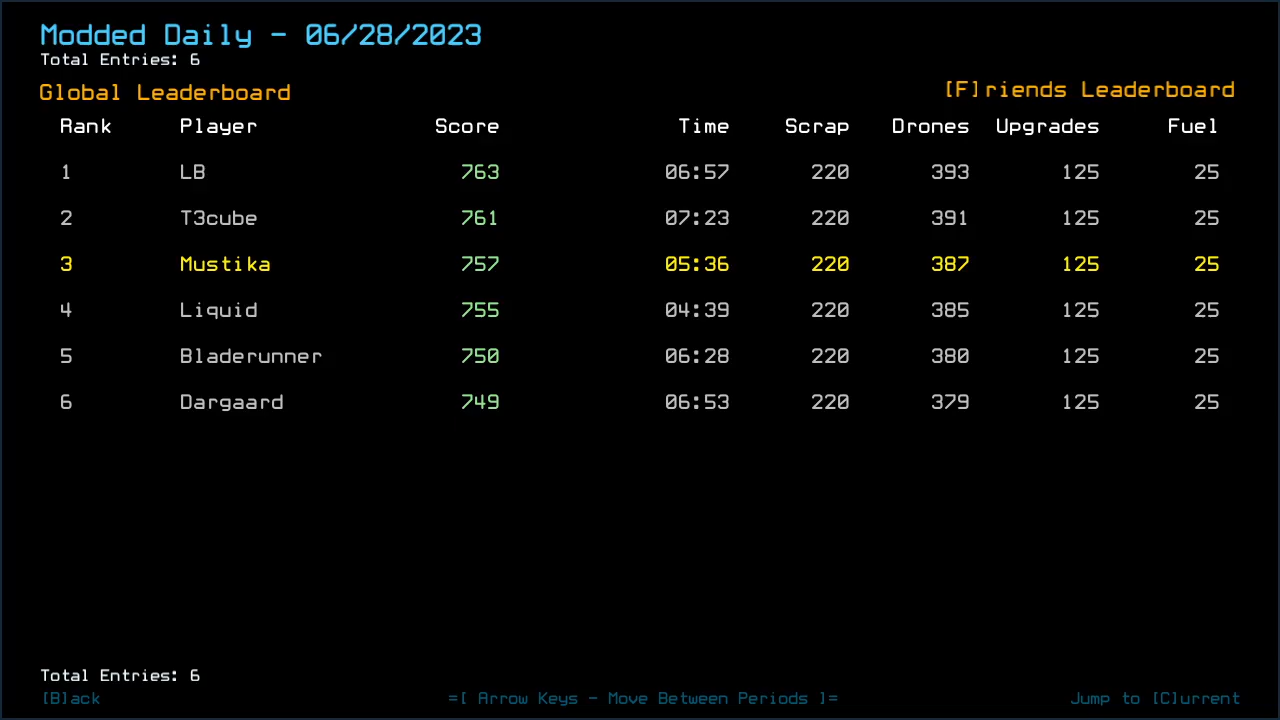 Modded Daily - 06/28/2023
Total Entries: 6
Global Leaderboard [F]riends Leaderboard
Rank Player Score Time Scrap Drones Upgrades Fuel
1 LB 763 06:57 220 393 125 25
2 T3cube 761 07:23 220 391 125 25
3 Mustika 757 05:36 220 387 125 25
4 Liquid 755 04:39 220 385 125 25
5 Bladerunner 750 06:28 220 380 125 25
6 Dargaard 749 06:53 220 379 125 25
Total Entries: 6
[B]ack =[ Arrow Keys - Move Between Periods ]= Jump to [C]urrent